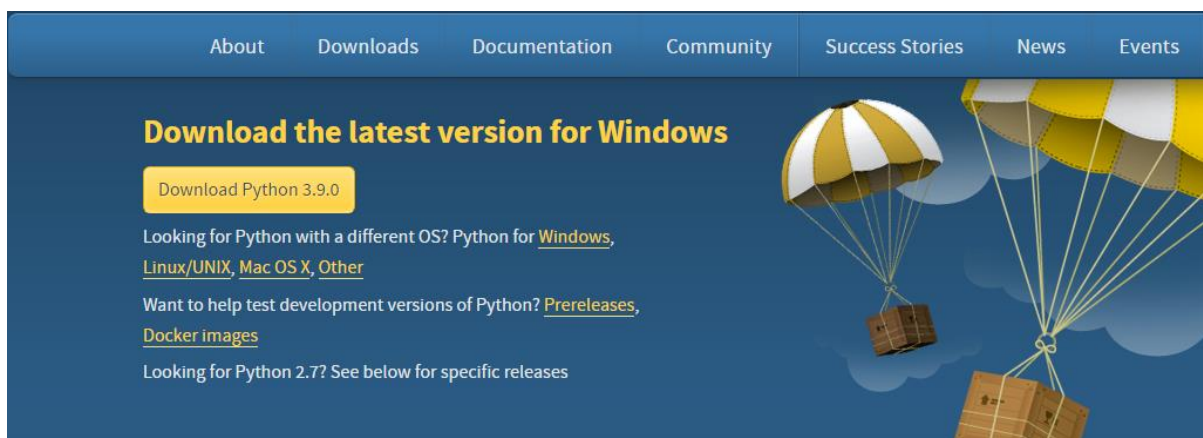 About Downloads Documentation Community Success Stories News Events
Download the latest version for Windows
Download Python 3.9.0
Looking for Python with a different OS? Python for Windows,
Linux/UNIX, Mac OS X, Other
Want to help test development versions of Python? Prereleases,
Docker images
Looking for Python 2.7? See below for specific releases